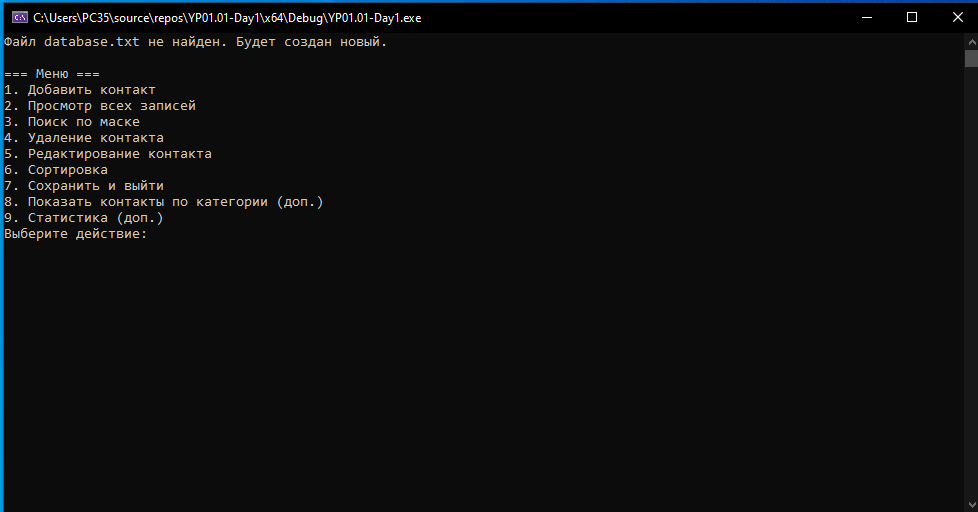 C:\Users\PC35\source\repos\YP01.01-Day1\x64\Debug\YP01.01-Day1.exe
Файл database.txt не найден. Будет создан новый.
=== Меню ===
1. Добавить контакт
2. Просмотр всех записей
3. Поиск по маске
4. Удаление контакта
5. Редактирование контакта
6. Сортировка
7. Сохранить и выйти
8. Показать контакты по категории (доп.)
9. Статистика (доп.)
Выберите действие: